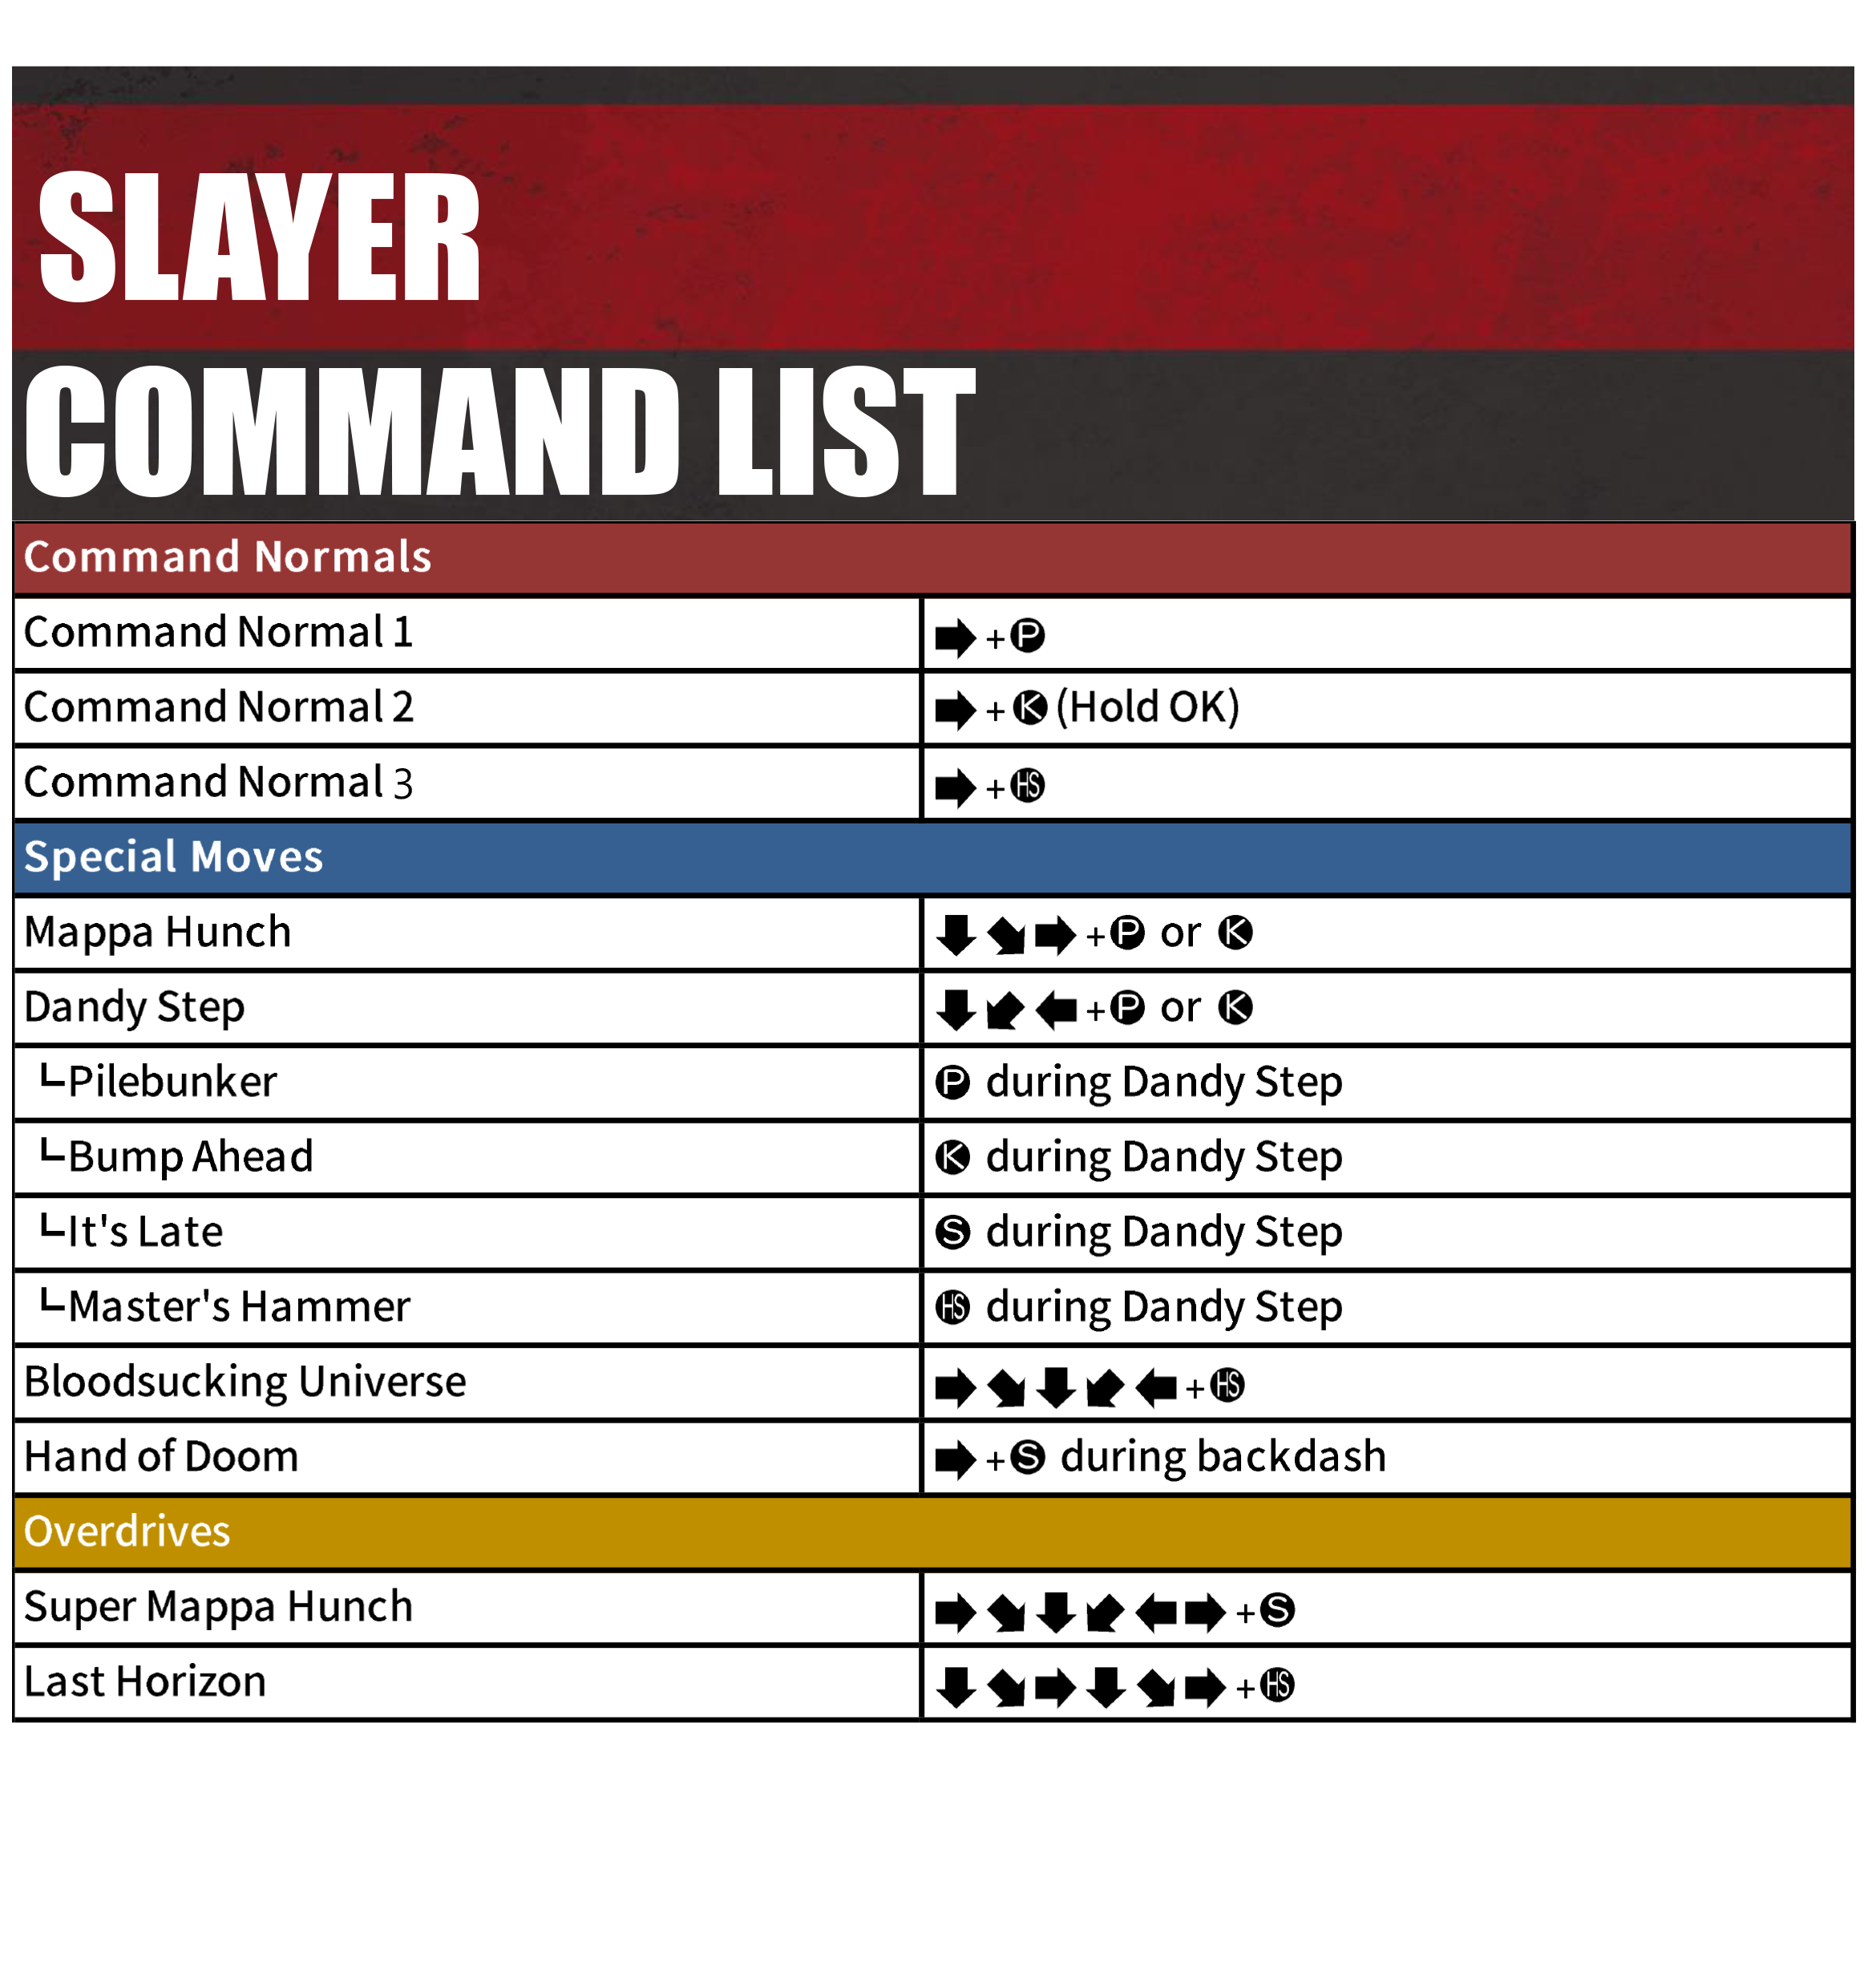 SLAYER
COMMAND LIST
Command Normals
Command Normal 1 ➡ + P
Command Normal 2 ➡ + K (Hold OK)
Command Normal 3 ➡ + HS
Special Moves
Mappa Hunch ⬇ ⬊ ➡ + P or K
Dandy Step ⬇ ⬋ ⬅ + P or K
┗Pilebunker P during Dandy Step
┗Bump Ahead K during Dandy Step
┗It's Late S during Dandy Step
┗Master's Hammer HS during Dandy Step
Bloodsucking Universe ➡ ⬊ ⬇ ⬋ ⬅ + HS
Hand of Doom ➡ + S during backdash
Overdrives
Super Mappa Hunch ➡ ⬊ ⬇ ⬋ ⬅ ➡ + S
Last Horizon ⬇ ⬊ ➡ ⬇ ⬊ ➡ + HS